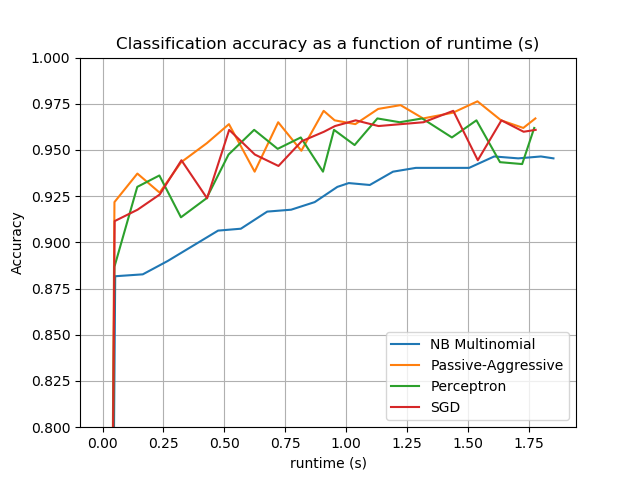 Classification accuracy as a function of runtime (s)
1.000
0.975
0.950
0.925
0.900
0.875
0.850
0.825
0.800
Accuracy
NB Multinomial
Passive-Aggressive
Perceptron
SGD
0.00 0.25 0.50 0.75 1.00 1.25 1.50 1.75
runtime (s)